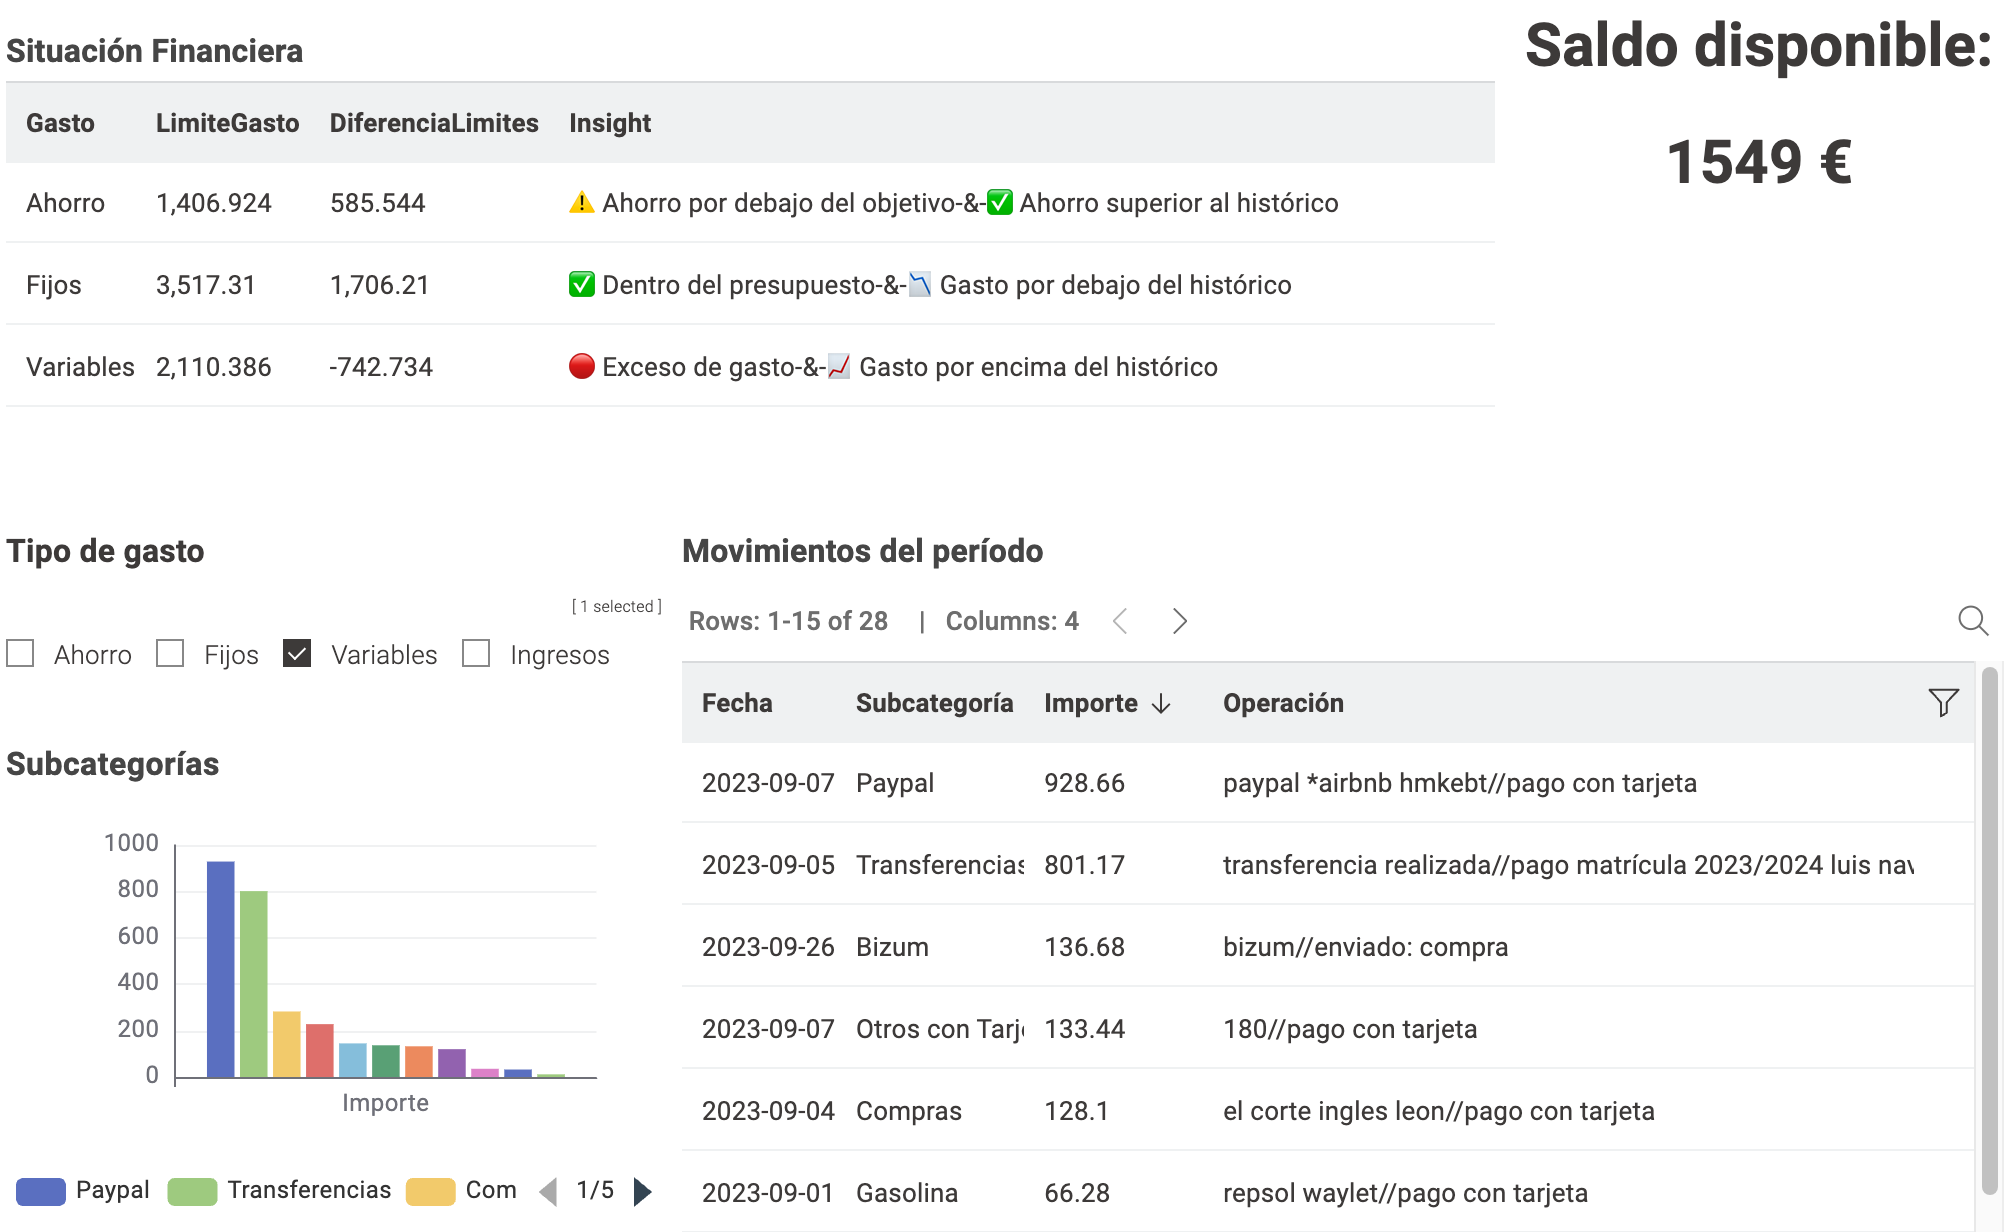 Situación Financiera
Saldo disponible:
1549 €
Gasto LimiteGasto DiferenciaLimites Insight
Ahorro 1,406.924 585.544 ⚠️ Ahorro por debajo del objetivo-&-✅ Ahorro superior al histórico
Fijos 3,517.31 1,706.21 ✅ Dentro del presupuesto-&-📉 Gasto por debajo del histórico
Variables 2,110.386 -742.734 🔴 Exceso de gasto-&-📈 Gasto por encima del histórico
Tipo de gasto
[ 1 selected ]
Ahorro Fijos Variables Ingresos
Subcategorías
1000
800
600
400
200
0
Importe
Paypal Transferencias Com 1/5
Movimientos del período
Rows: 1-15 of 28 | Columns: 4
Fecha Subcategoría Importe ↓ Operación
2023-09-07 Paypal 928.66 paypal *airbnb hmkebt//pago con tarjeta
2023-09-05 Transferencias 801.17 transferencia realizada//pago matrícula 2023/2024 luis nav
2023-09-26 Bizum 136.68 bizum//enviado: compra
2023-09-07 Otros con Tarj 133.44 180//pago con tarjeta
2023-09-04 Compras 128.1 el corte ingles leon//pago con tarjeta
2023-09-01 Gasolina 66.28 repsol waylet//pago con tarjeta